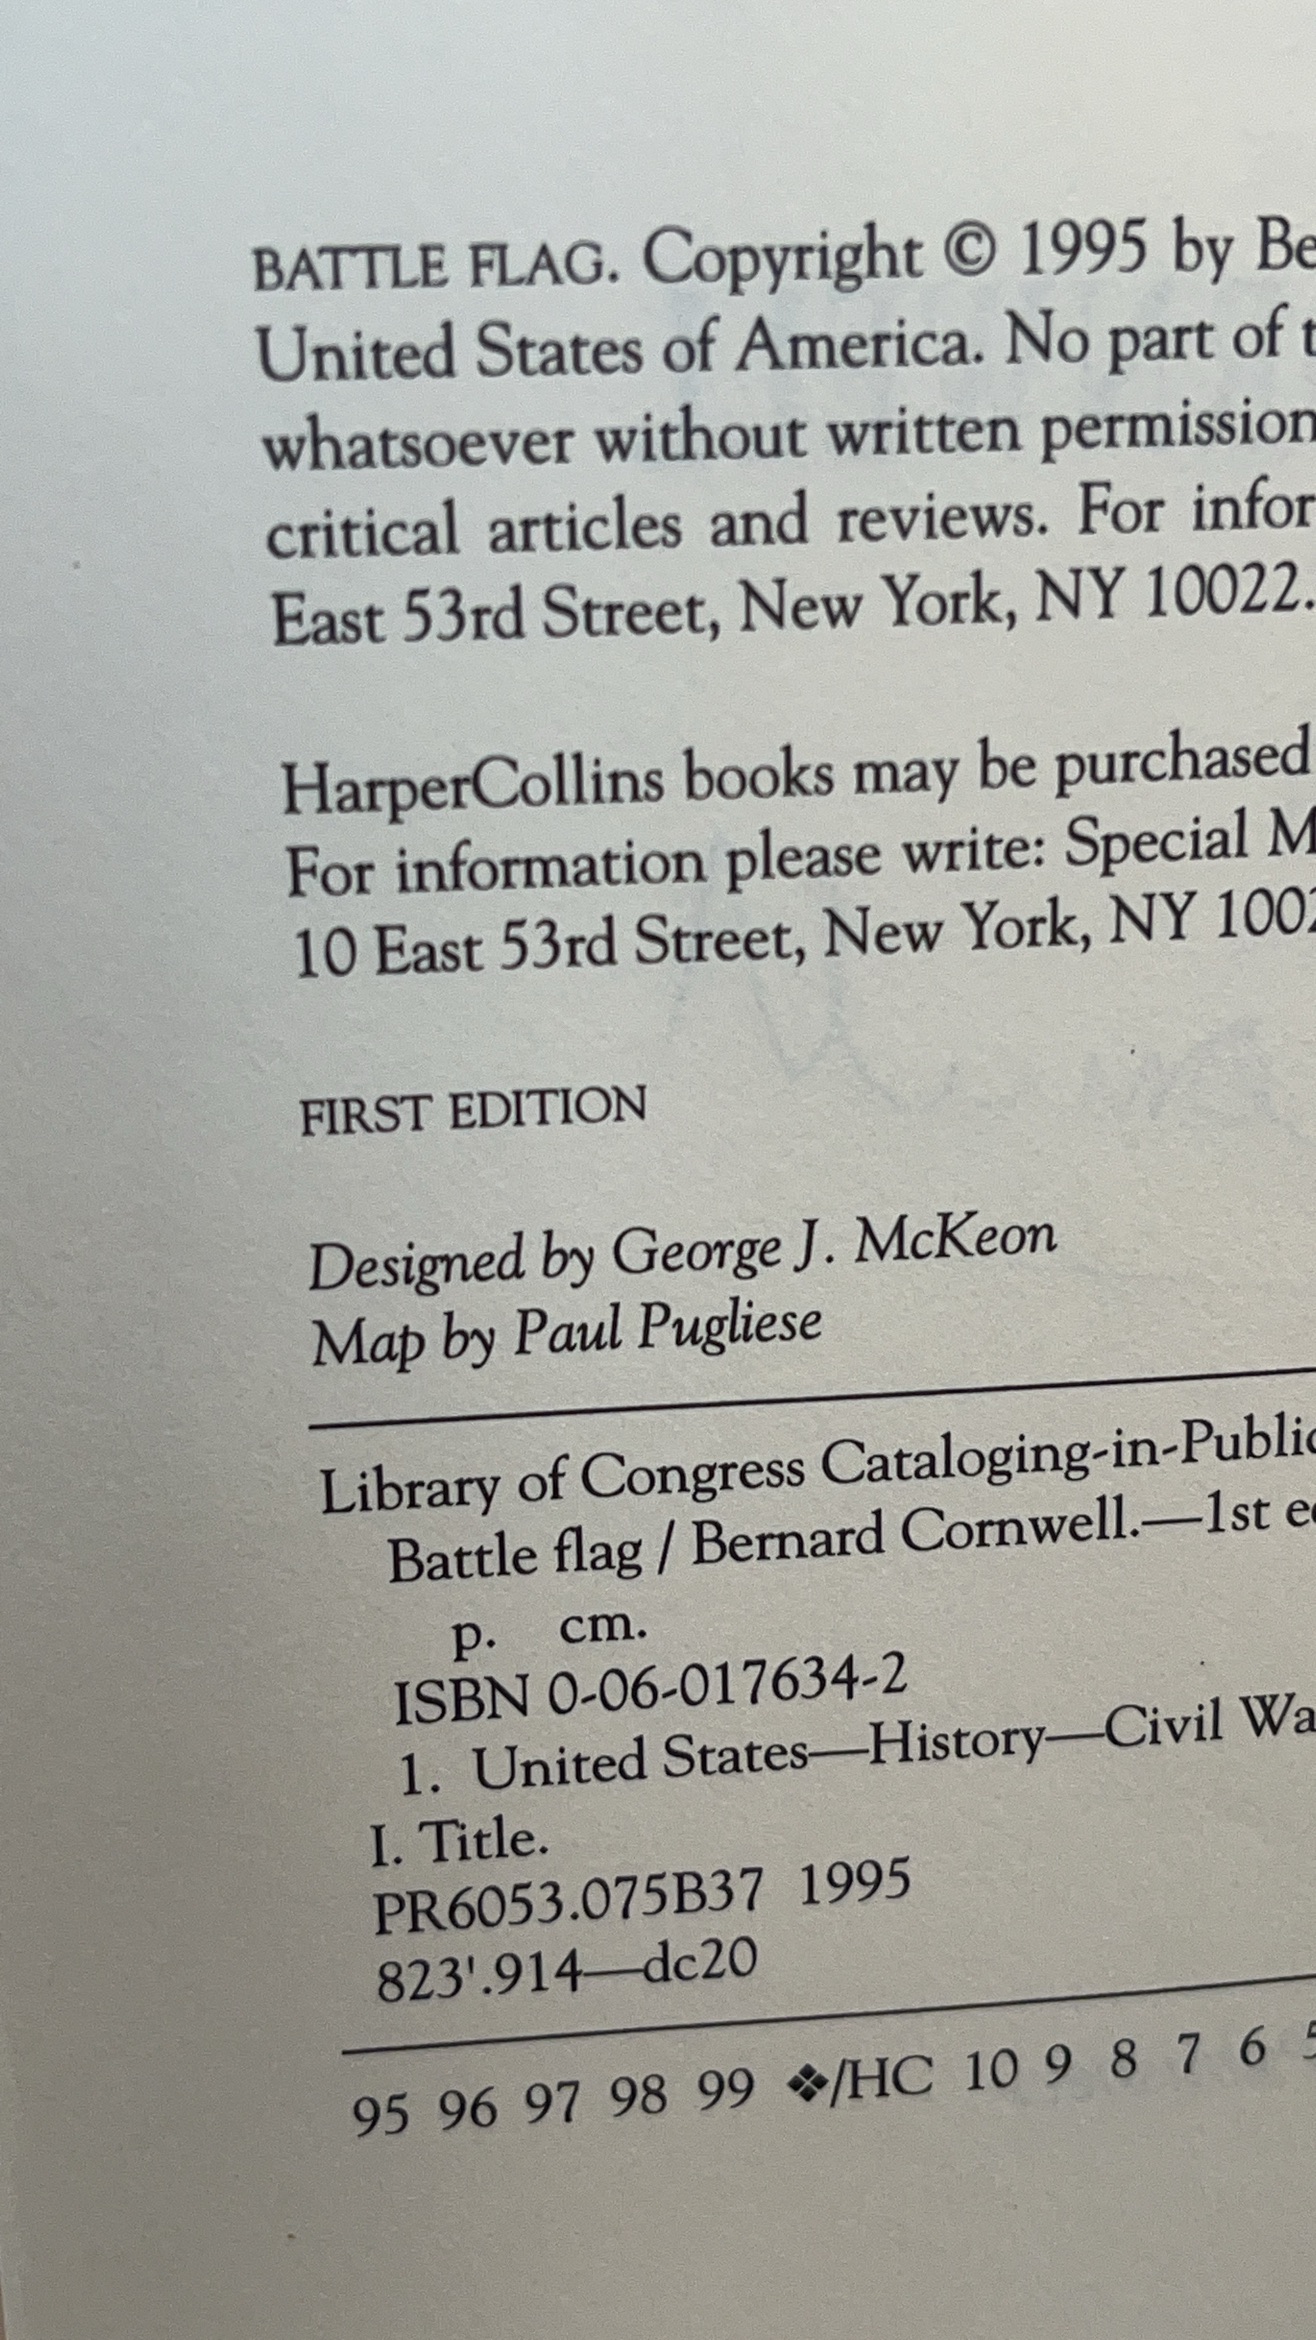 BATTLE FLAG. Copyright © 1995 by Be
United States of America. No part of t
whatsoever without written permission
critical articles and reviews. For infor
East 53rd Street, New York, NY 10022.
HarperCollins books may be purchased
For information please write: Special M
10 East 53rd Street, New York, NY 1002
FIRST EDITION
Designed by George J. McKeon
Map by Paul Pugliese
Library of Congress Cataloging-in-Public
Battle flag / Bernard Cornwell.—1st e
p. cm.
ISBN 0-06-017634-2
1. United States—History—Civil Wa
I. Title.
PR6053.075B37 1995
823'.914—dc20
95 96 97 98 99 ❖/HC 10 9 8 7 6 5